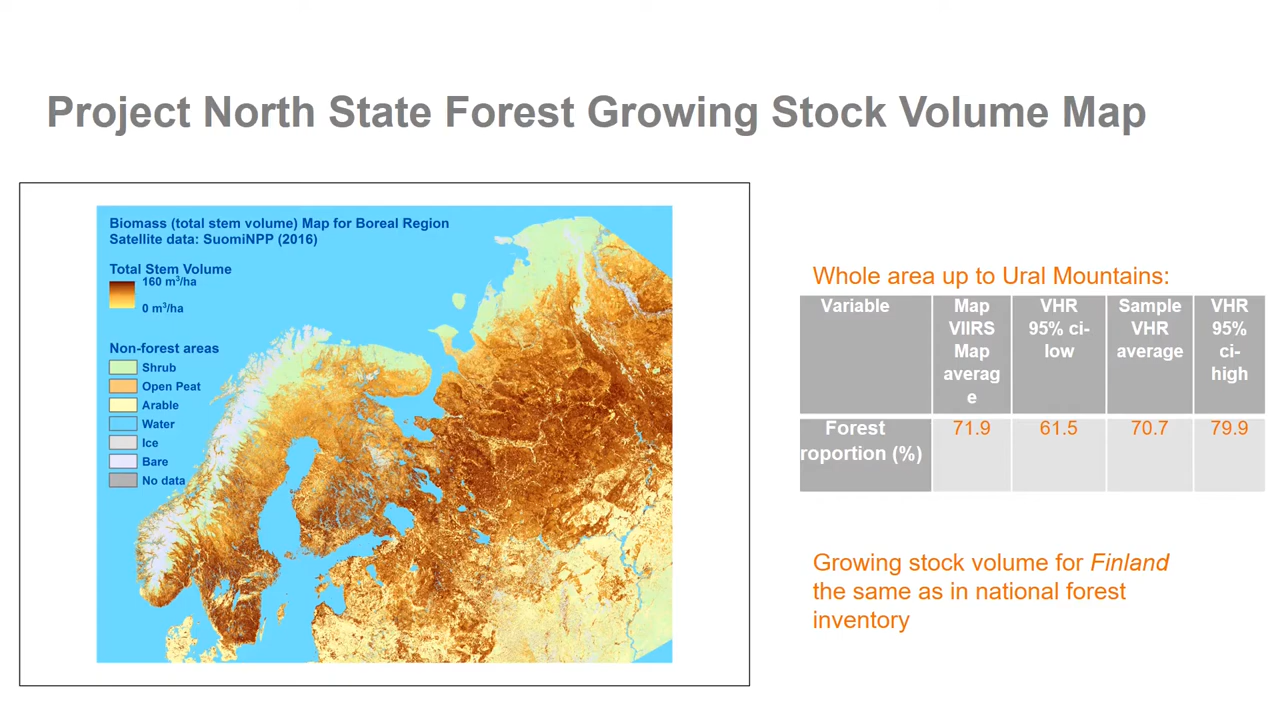 Project North State Forest Growing Stock Volume Map
Biomass (total stem volume) Map for Boreal Region
Satellite data: SuomiNPP (2016)
Total Stem Volume
160 m³/ha
0 m³/ha
Non-forest areas
Shrub
Open Peat
Arable
Water
Ice
Bare
No data
Whole area up to Ural Mountains:
Variable
Map
VIIRS
Map
averag
e
VHR
95% ci-
low
Sample
VHR
average
VHR
95%
ci-
high
Forest
roportion (%)
71.9
61.5
70.7
79.9
Growing stock volume for Finland
the same as in national forest
inventory